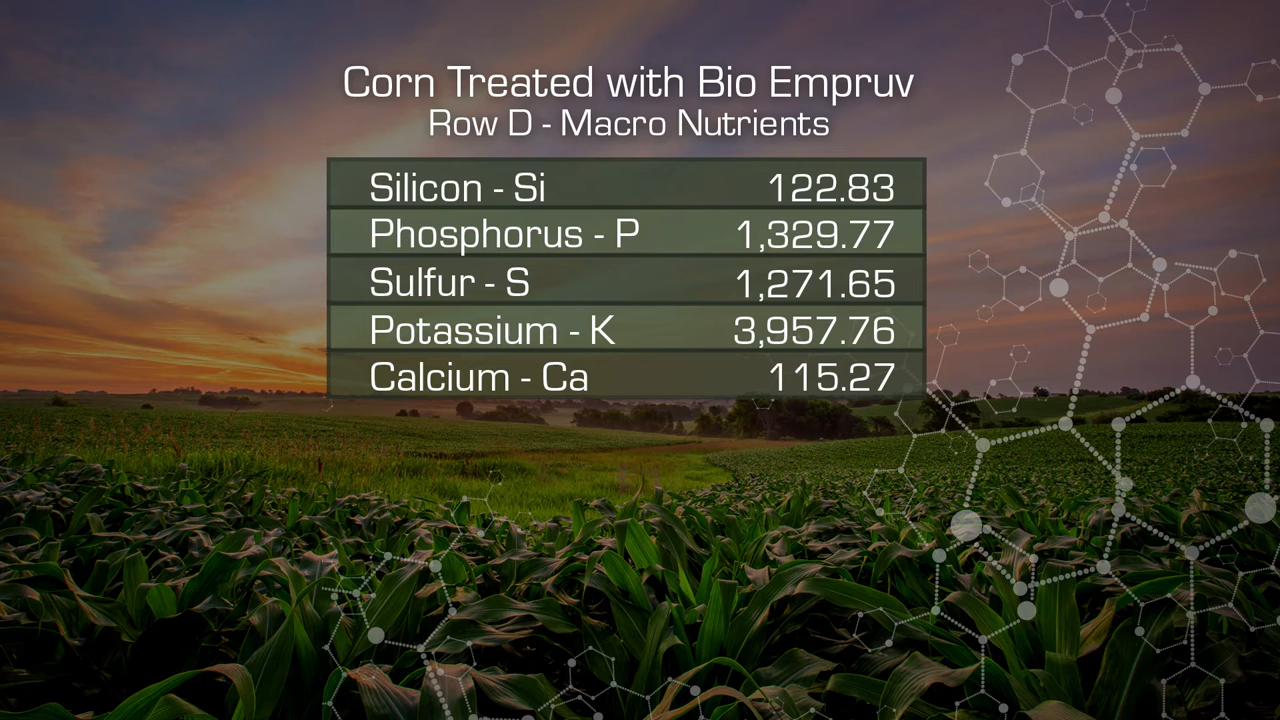 Corn Treated with Bio Empruv
Row D - Macro Nutrients
Silicon - Si 122.83
Phosphorus - P 1,329.77
Sulfur - S 1,271.65
Potassium - K 3,957.76
Calcium - Ca 115.27